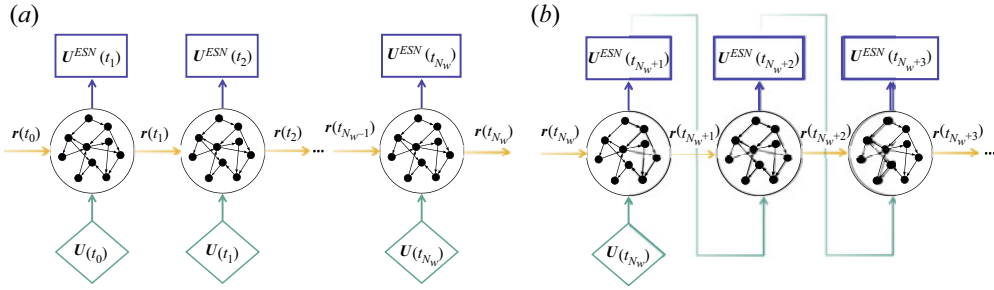 (a)
(b)
U^ESN(t_1)
U^ESN(t_2)
U^ESN(t_{N_w})
U^ESN(t_{N_w+1})
U^ESN(t_{N_w+2})
U^ESN(t_{N_w+3})
r(t_0)
r(t_1)
r(t_2)
...
r(t_{N_w−1})
r(t_{N_w})
r(t_{N_w})
r(t_{N_w+1})
r(t_{N_w+2})
r(t_{N_w+3})
...
U(t_0)
U(t_1)
U(t_{N_w})
U(t_{N_w})